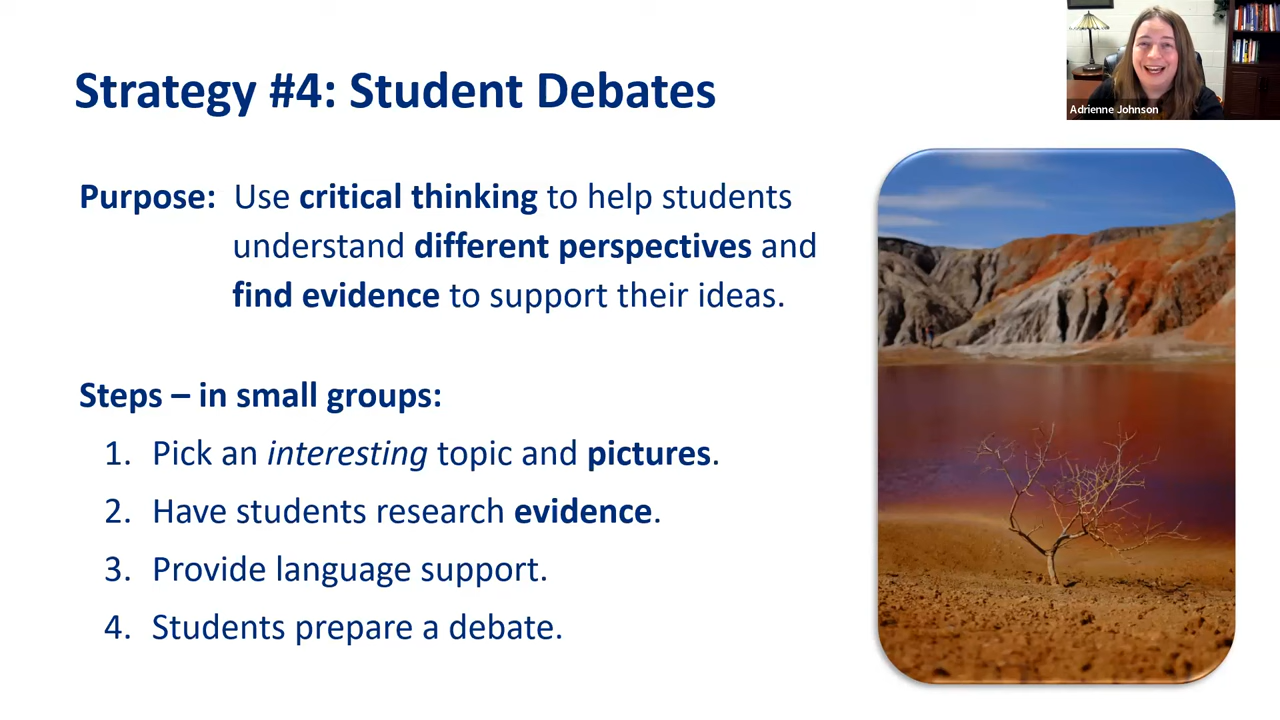 Strategy #4: Student Debates
Adrienne Johnson
Purpose: Use critical thinking to help students
understand different perspectives and
find evidence to support their ideas.
Steps – in small groups:
1. Pick an interesting topic and pictures.
2. Have students research evidence.
3. Provide language support.
4. Students prepare a debate.